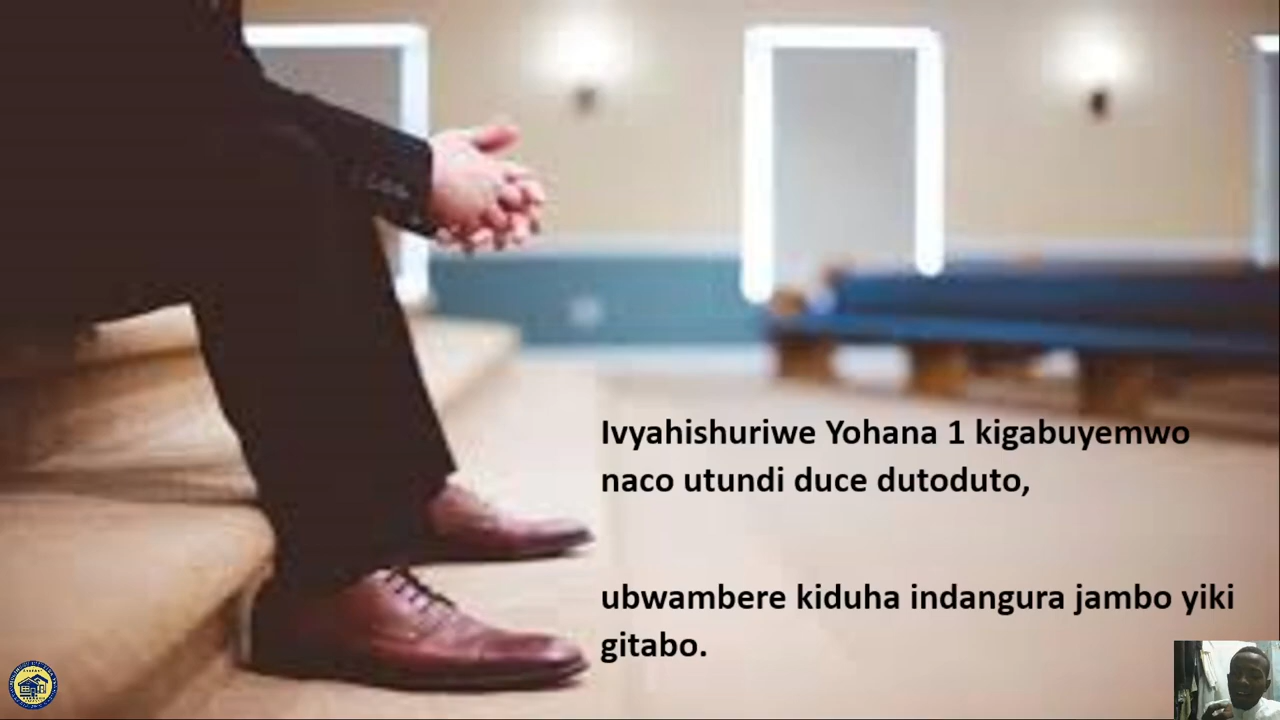 Ivyahishuriwe Yohana 1 kigabuyemwo
naco utundi duce dutoduto,
ubwambere kiduha indangura jambo yiki
gitabo.